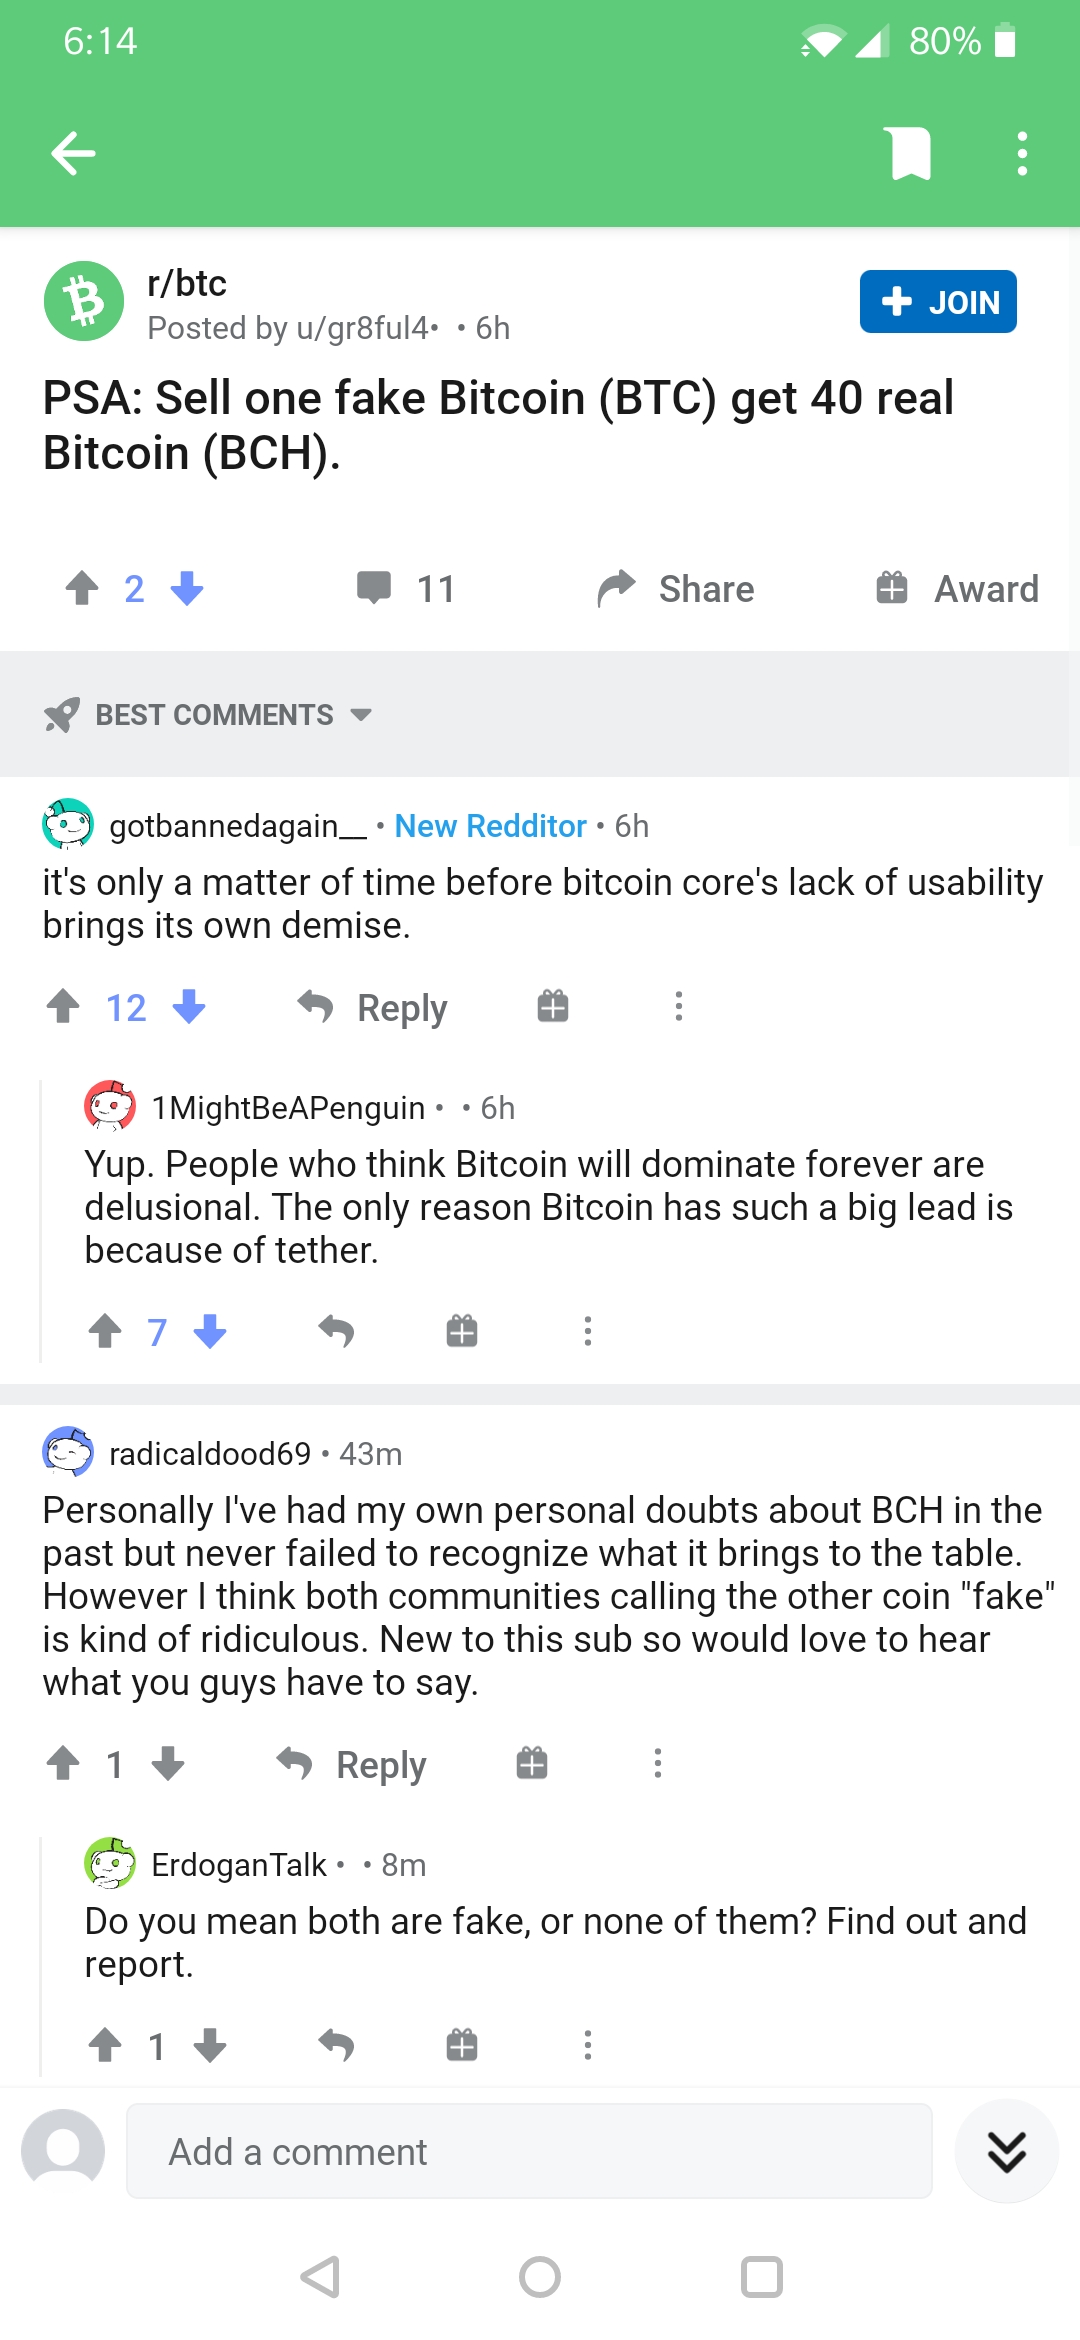 6:14
80%
r/btc
Posted by u/gr8ful4• • 6h
JOIN
PSA: Sell one fake Bitcoin (BTC) get 40 real
Bitcoin (BCH).
2
11
Share
Award
BEST COMMENTS
gotbannedagain__ • New Redditor • 6h
it's only a matter of time before bitcoin core's lack of usability
brings its own demise.
12
Reply
1MightBeAPenguin • • 6h
Yup. People who think Bitcoin will dominate forever are
delusional. The only reason Bitcoin has such a big lead is
because of tether.
7
radicaldood69 • 43m
Personally I've had my own personal doubts about BCH in the
past but never failed to recognize what it brings to the table.
However I think both communities calling the other coin "fake"
is kind of ridiculous. New to this sub so would love to hear
what you guys have to say.
1
Reply
ErdoganTalk • • 8m
Do you mean both are fake, or none of them? Find out and
report.
1
Add a comment